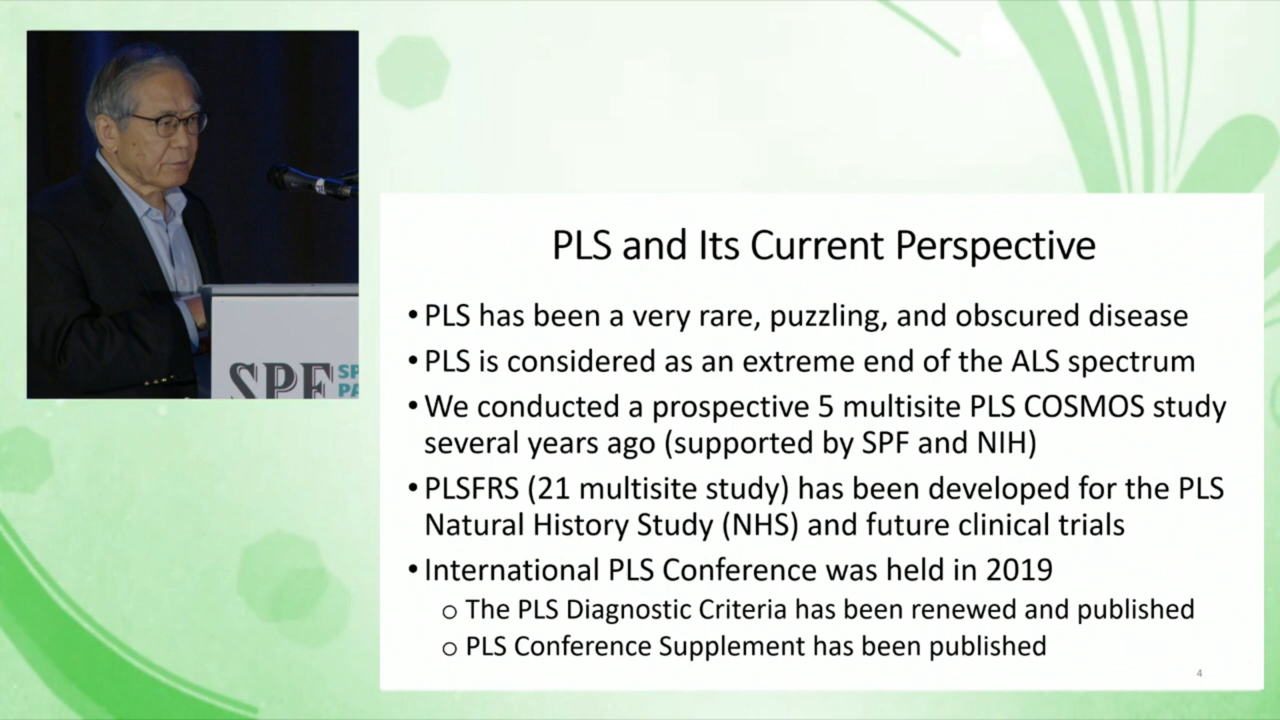 SPF SP
PA
PLS and Its Current Perspective
• PLS has been a very rare, puzzling, and obscured disease
• PLS is considered as an extreme end of the ALS spectrum
• We conducted a prospective 5 multisite PLS COSMOS study
several years ago (supported by SPF and NIH)
• PLSFRS (21 multisite study) has been developed for the PLS
Natural History Study (NHS) and future clinical trials
• International PLS Conference was held in 2019
o The PLS Diagnostic Criteria has been renewed and published
o PLS Conference Supplement has been published
4